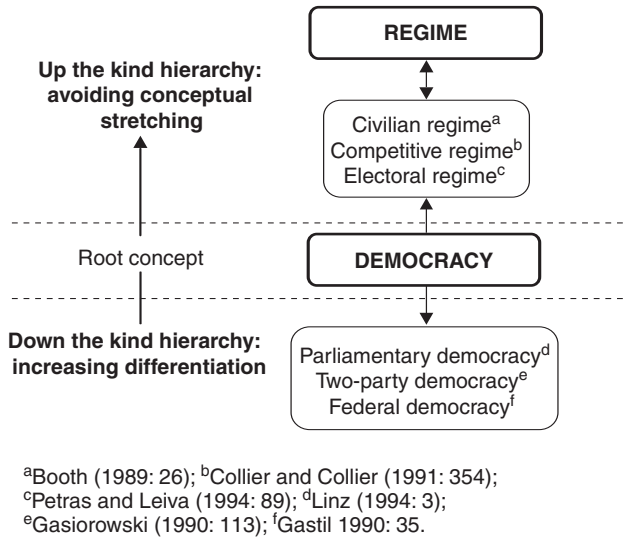 REGIME
Up the kind hierarchy:
avoiding conceptual
stretching
Civilian regimeᵃ
Competitive regimeᵇ
Electoral regimeᶜ
Root concept
DEMOCRACY
Down the kind hierarchy:
increasing differentiation
Parliamentary democracyᵈ
Two-party democracyᵉ
Federal democracyᶠ
ᵃBooth (1989: 26); ᵇCollier and Collier (1991: 354);
ᶜPetras and Leiva (1994: 89); ᵈLinz (1994: 3);
ᵉGasiorowski (1990: 113); ᶠGastil 1990: 35.